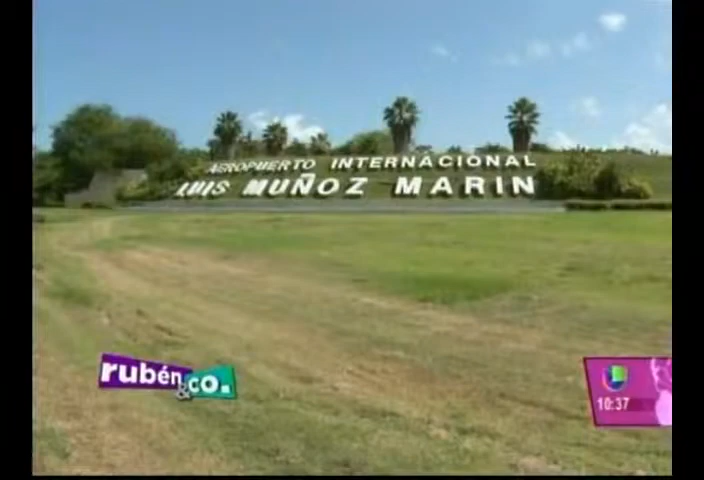 AEROPUERTO INTERNACIONAL
LUIS MUÑOZ MARIN
rubén
&co.
10:37